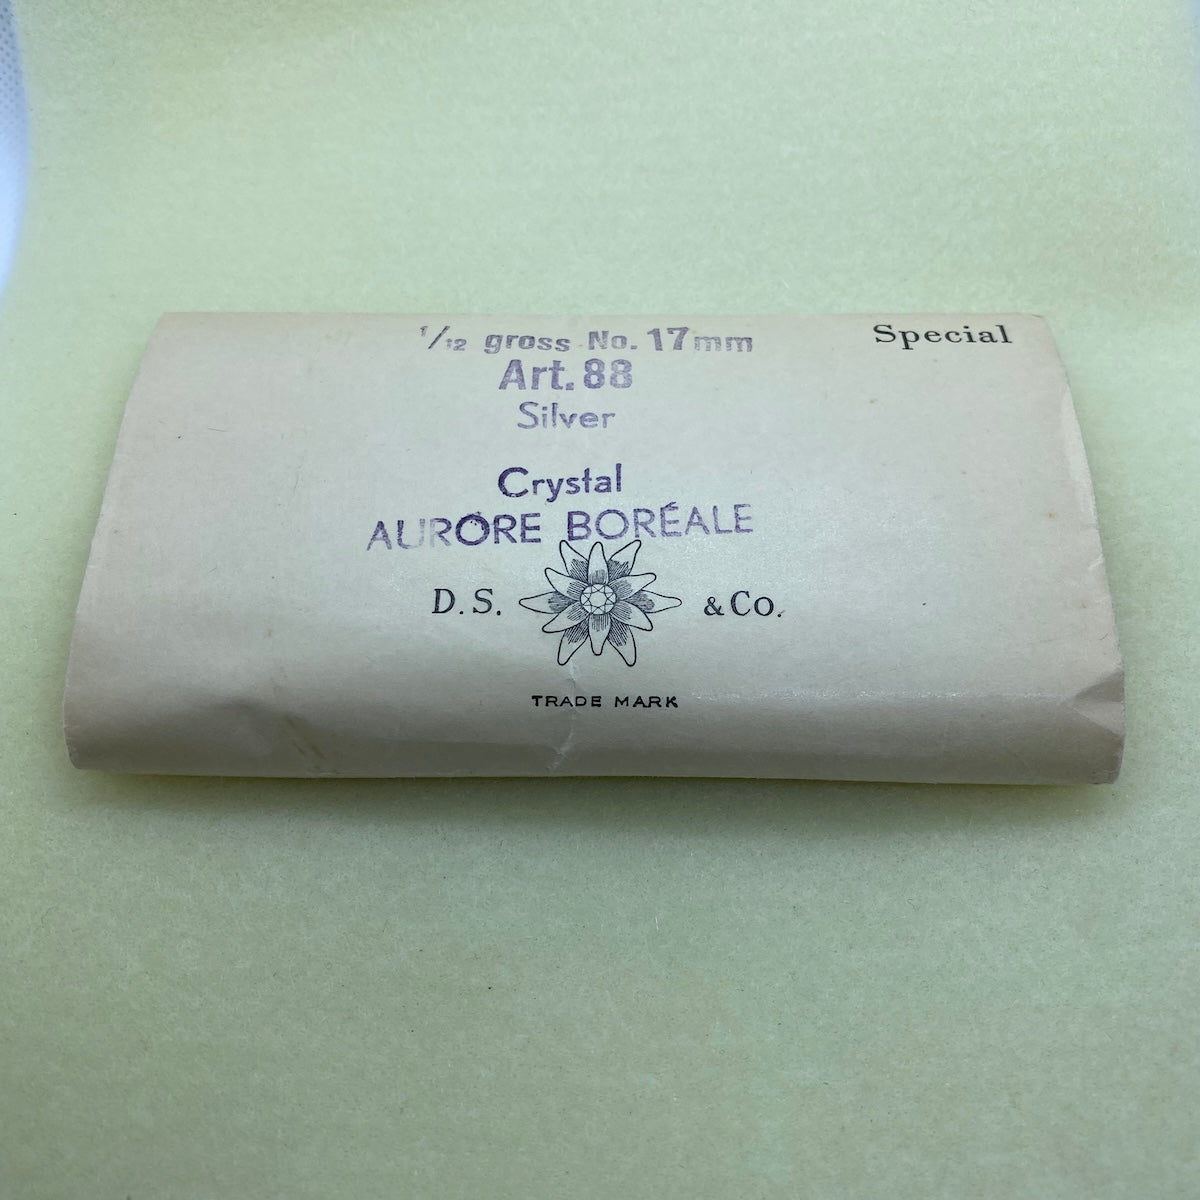 1/12 gross No. 17mm
Special
Art. 88
Silver
Crystal
AURORE BORÉALE
D. S. & Co.
TRADE MARK